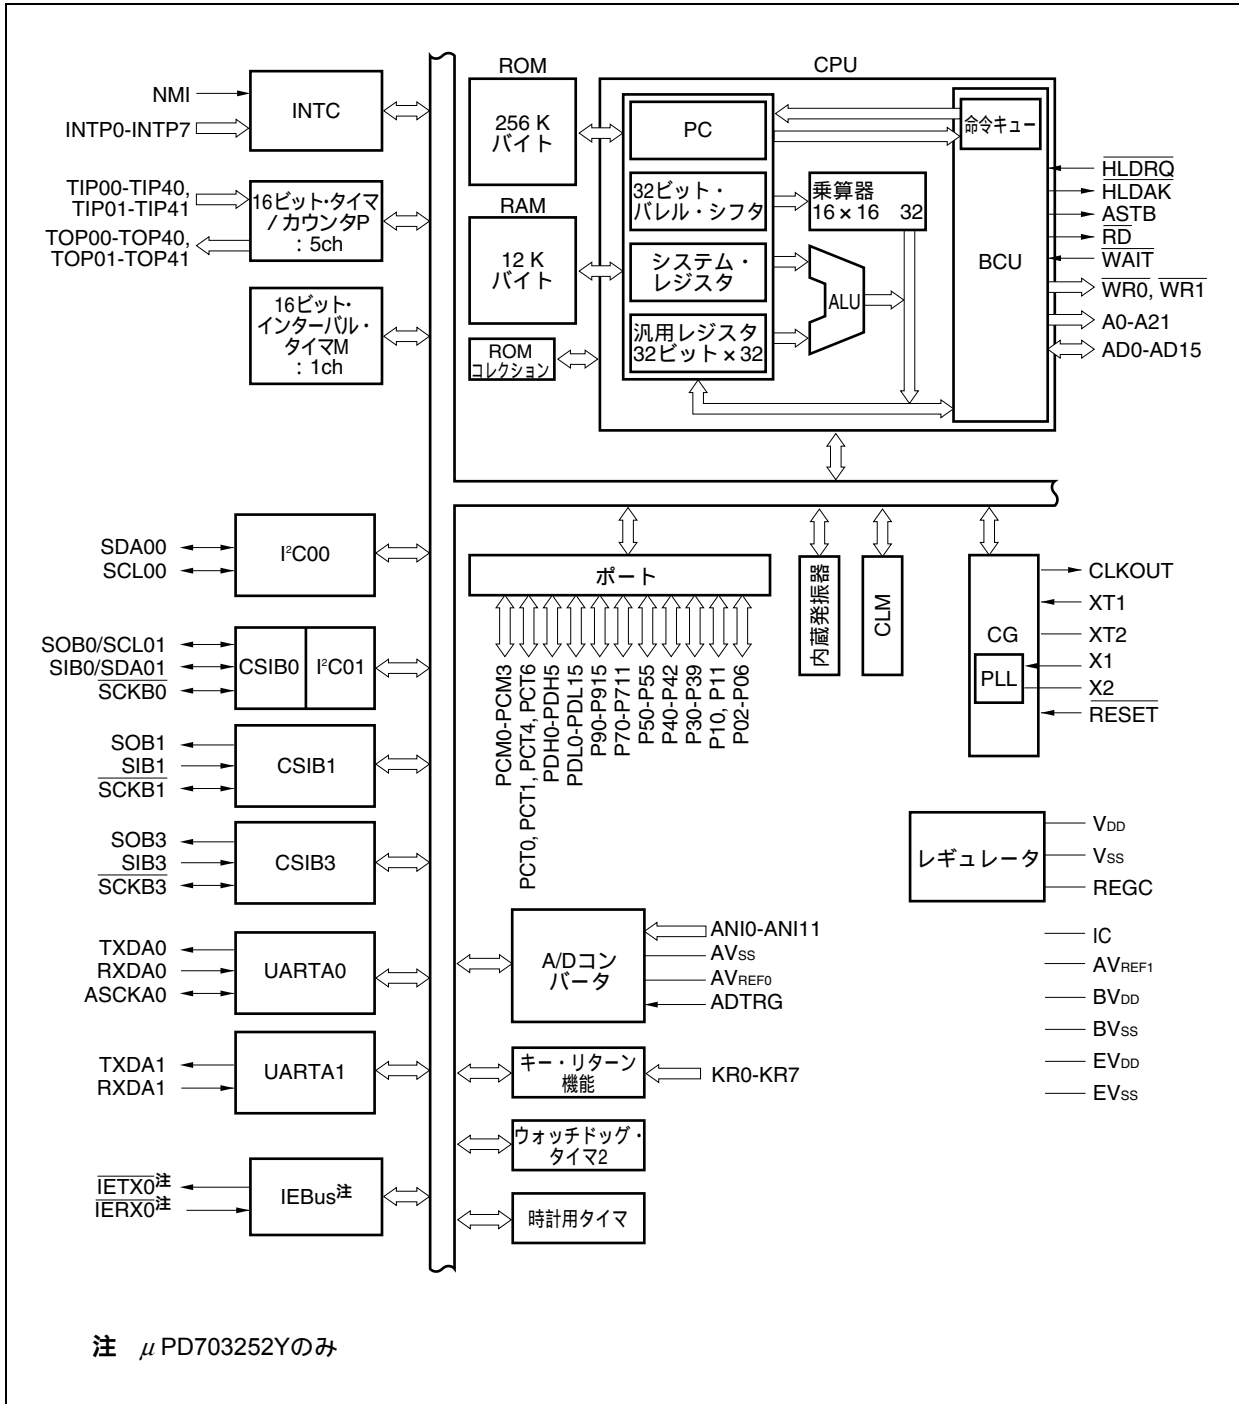 NMI
INTP0-INTP7
INTC
TIP00-TIP40,
TIP01-TIP41
TOP00-TOP40,
TOP01-TOP41
16ビット・タイマ
/ カウンタP
: 5ch
16ビット・
インターバル・
タイマM
: 1ch
ROM
256 K
バイト
RAM
12 K
バイト
ROM
コレクション
CPU
PC
32ビット・
バレル・シフタ
システム・
レジスタ
汎用レジスタ
32ビット × 32
乗算器
16 × 16 32
ALU
命令キュー
BCU
HLDRQ
HLDAK
ASTB
RD
WAIT
WR0, WR1
A0-A21
AD0-AD15
SDA00
SCL00
I²C00
SOB0/SCL01
SIB0/SDA01
SCKB0
CSIB0
I²C01
SOB1
SIB1
SCKB1
CSIB1
SOB3
SIB3
SCKB3
CSIB3
TXDA0
RXDA0
ASCKA0
UARTA0
TXDA1
RXDA1
UARTA1
IETX0注
IERX0注
IEBus注
ポート
PCM0-PCM3
PCT0, PCT1, PCT4, PCT6
PDH0-PDH5
PDL0-PDL15
P90-P915
P70-P711
P50-P55
P40-P42
P30-P39
P10, P11
P02-P06
内蔵発振器
CLM
CG
PLL
CLKOUT
XT1
XT2
X1
X2
RESET
レギュレータ
VDD
VSS
REGC
IC
AVREF1
BVDD
BVSS
EVDD
EVSS
A/Dコン
バータ
ANI0-ANI11
AVSS
AVREF0
ADTRG
キー・リターン
機能
KR0-KR7
ウォッチドッグ・
タイマ2
時計用タイマ
注 μ PD703252Yのみ